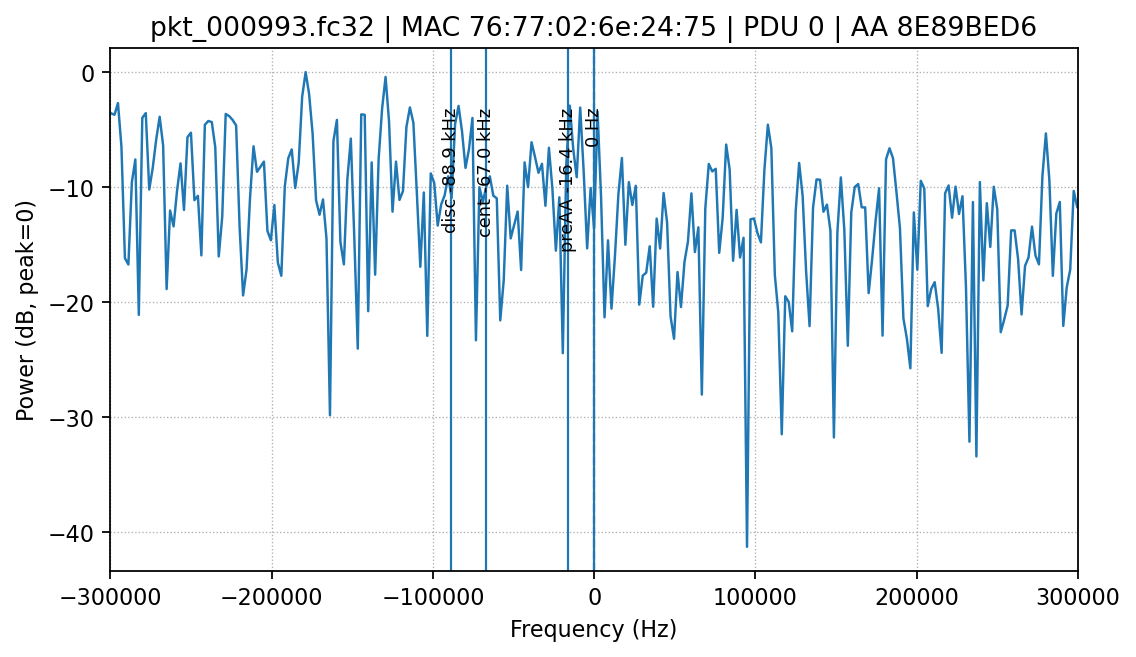 pkt_000993.fc32 | MAC 76:77:02:6e:24:75 | PDU 0 | AA 8E89BED6
Power (dB, peak=0)
0
−10
−20
−30
−40
disc -88.9 kHz
cent -67.0 kHz
preAA -16.4 kHz
0 Hz
−300000
−200000
−100000
0
100000
200000
300000
Frequency (Hz)